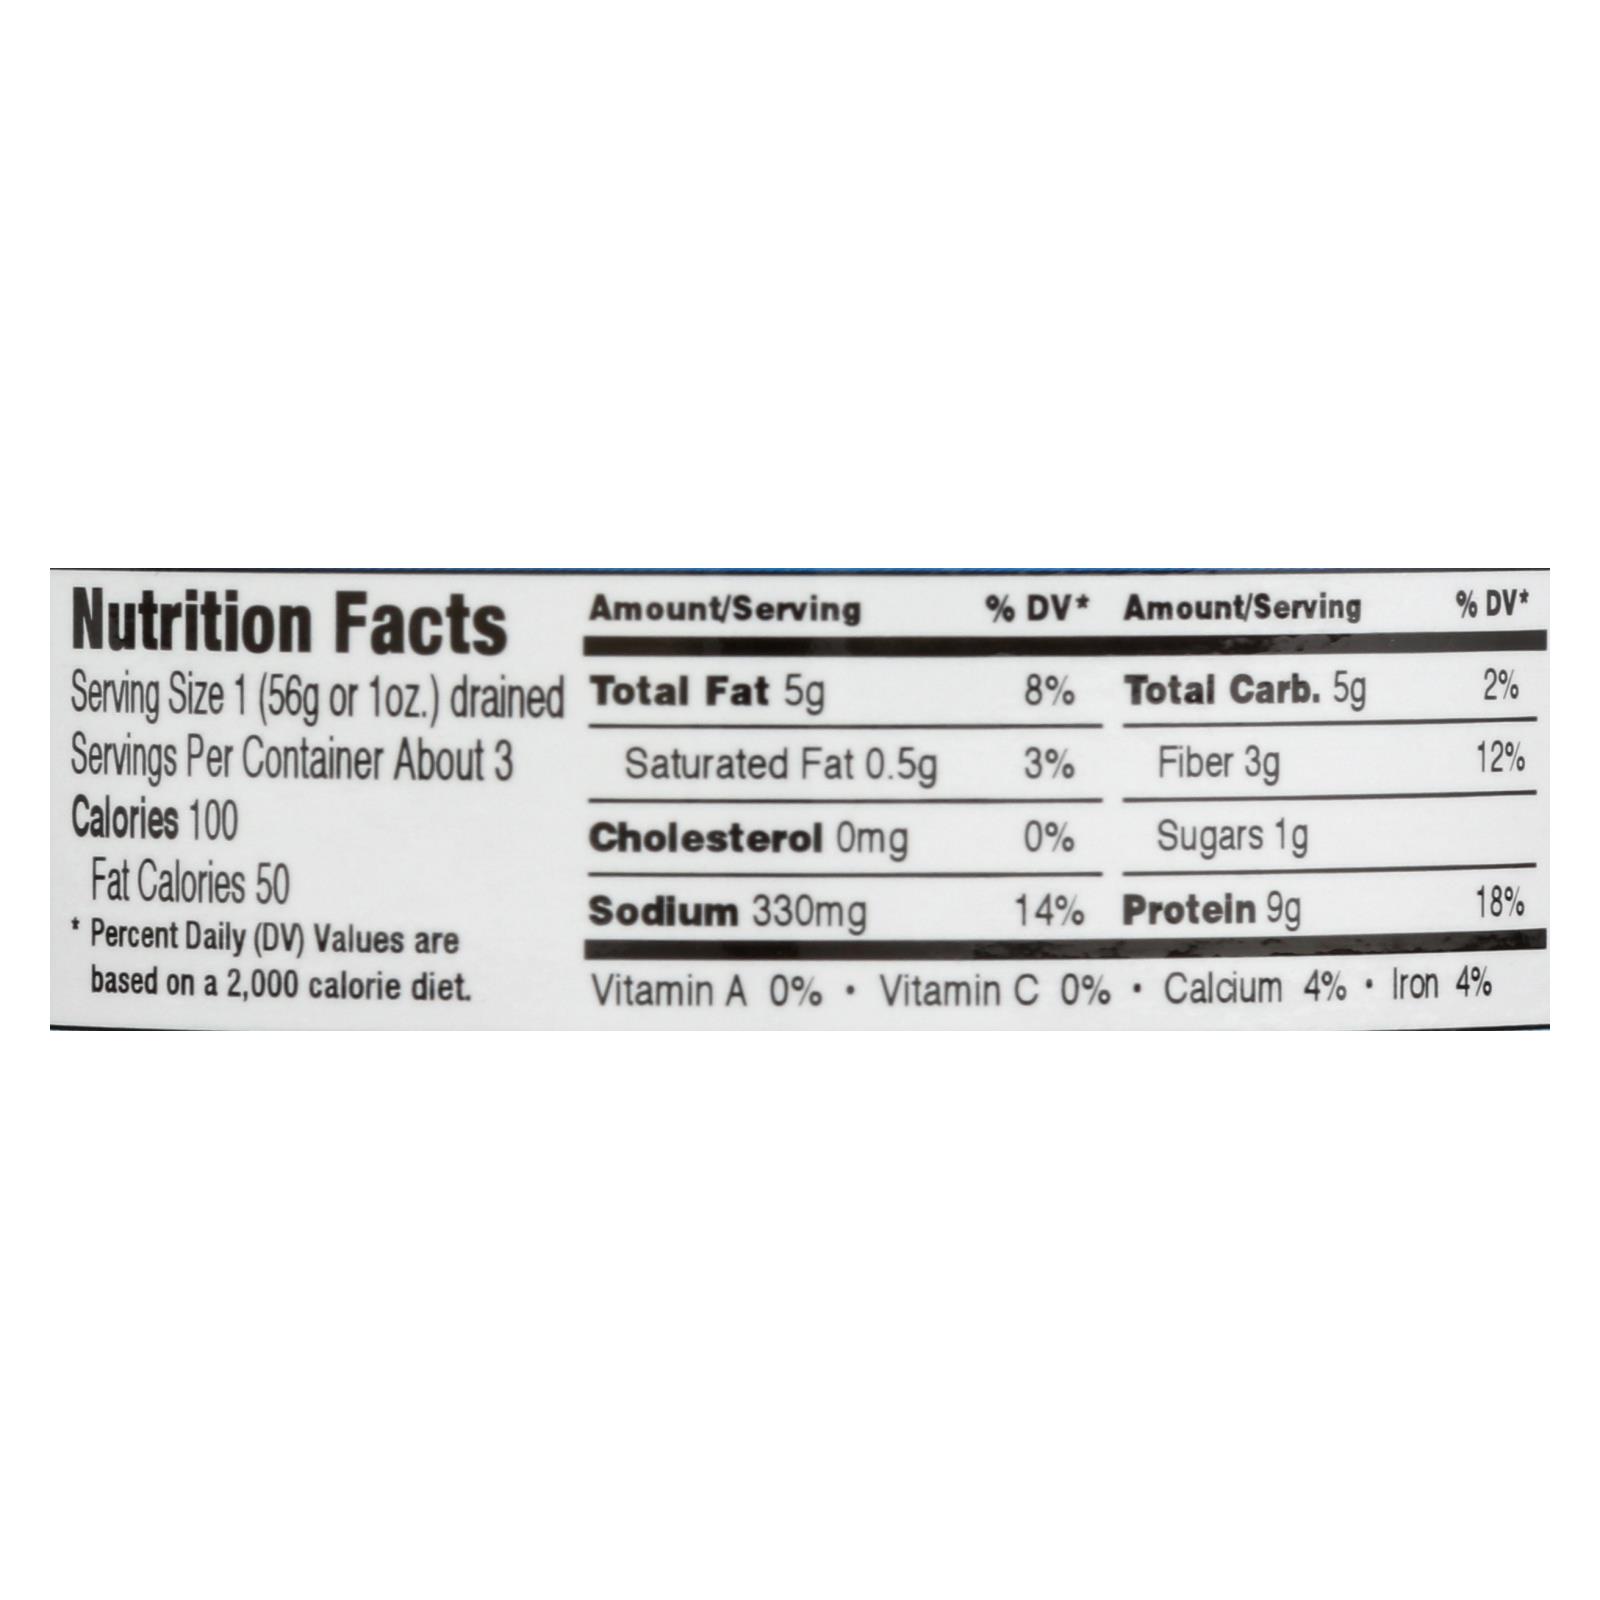 Nutrition Facts
Serving Size 1 (56g or 1oz.) drained
Servings Per Container About 3
Calories 100
Fat Calories 50
* Percent Daily (DV) Values are
based on a 2,000 calorie diet.
Amount/Serving % DV*
Total Fat 5g 8%
Saturated Fat 0.5g 3%
Cholesterol 0mg 0%
Sodium 330mg 14%
Amount/Serving % DV*
Total Carb. 5g 2%
Fiber 3g 12%
Sugars 1g
Protein 9g 18%
Vitamin A 0% • Vitamin C 0% • Calcium 4% • Iron 4%